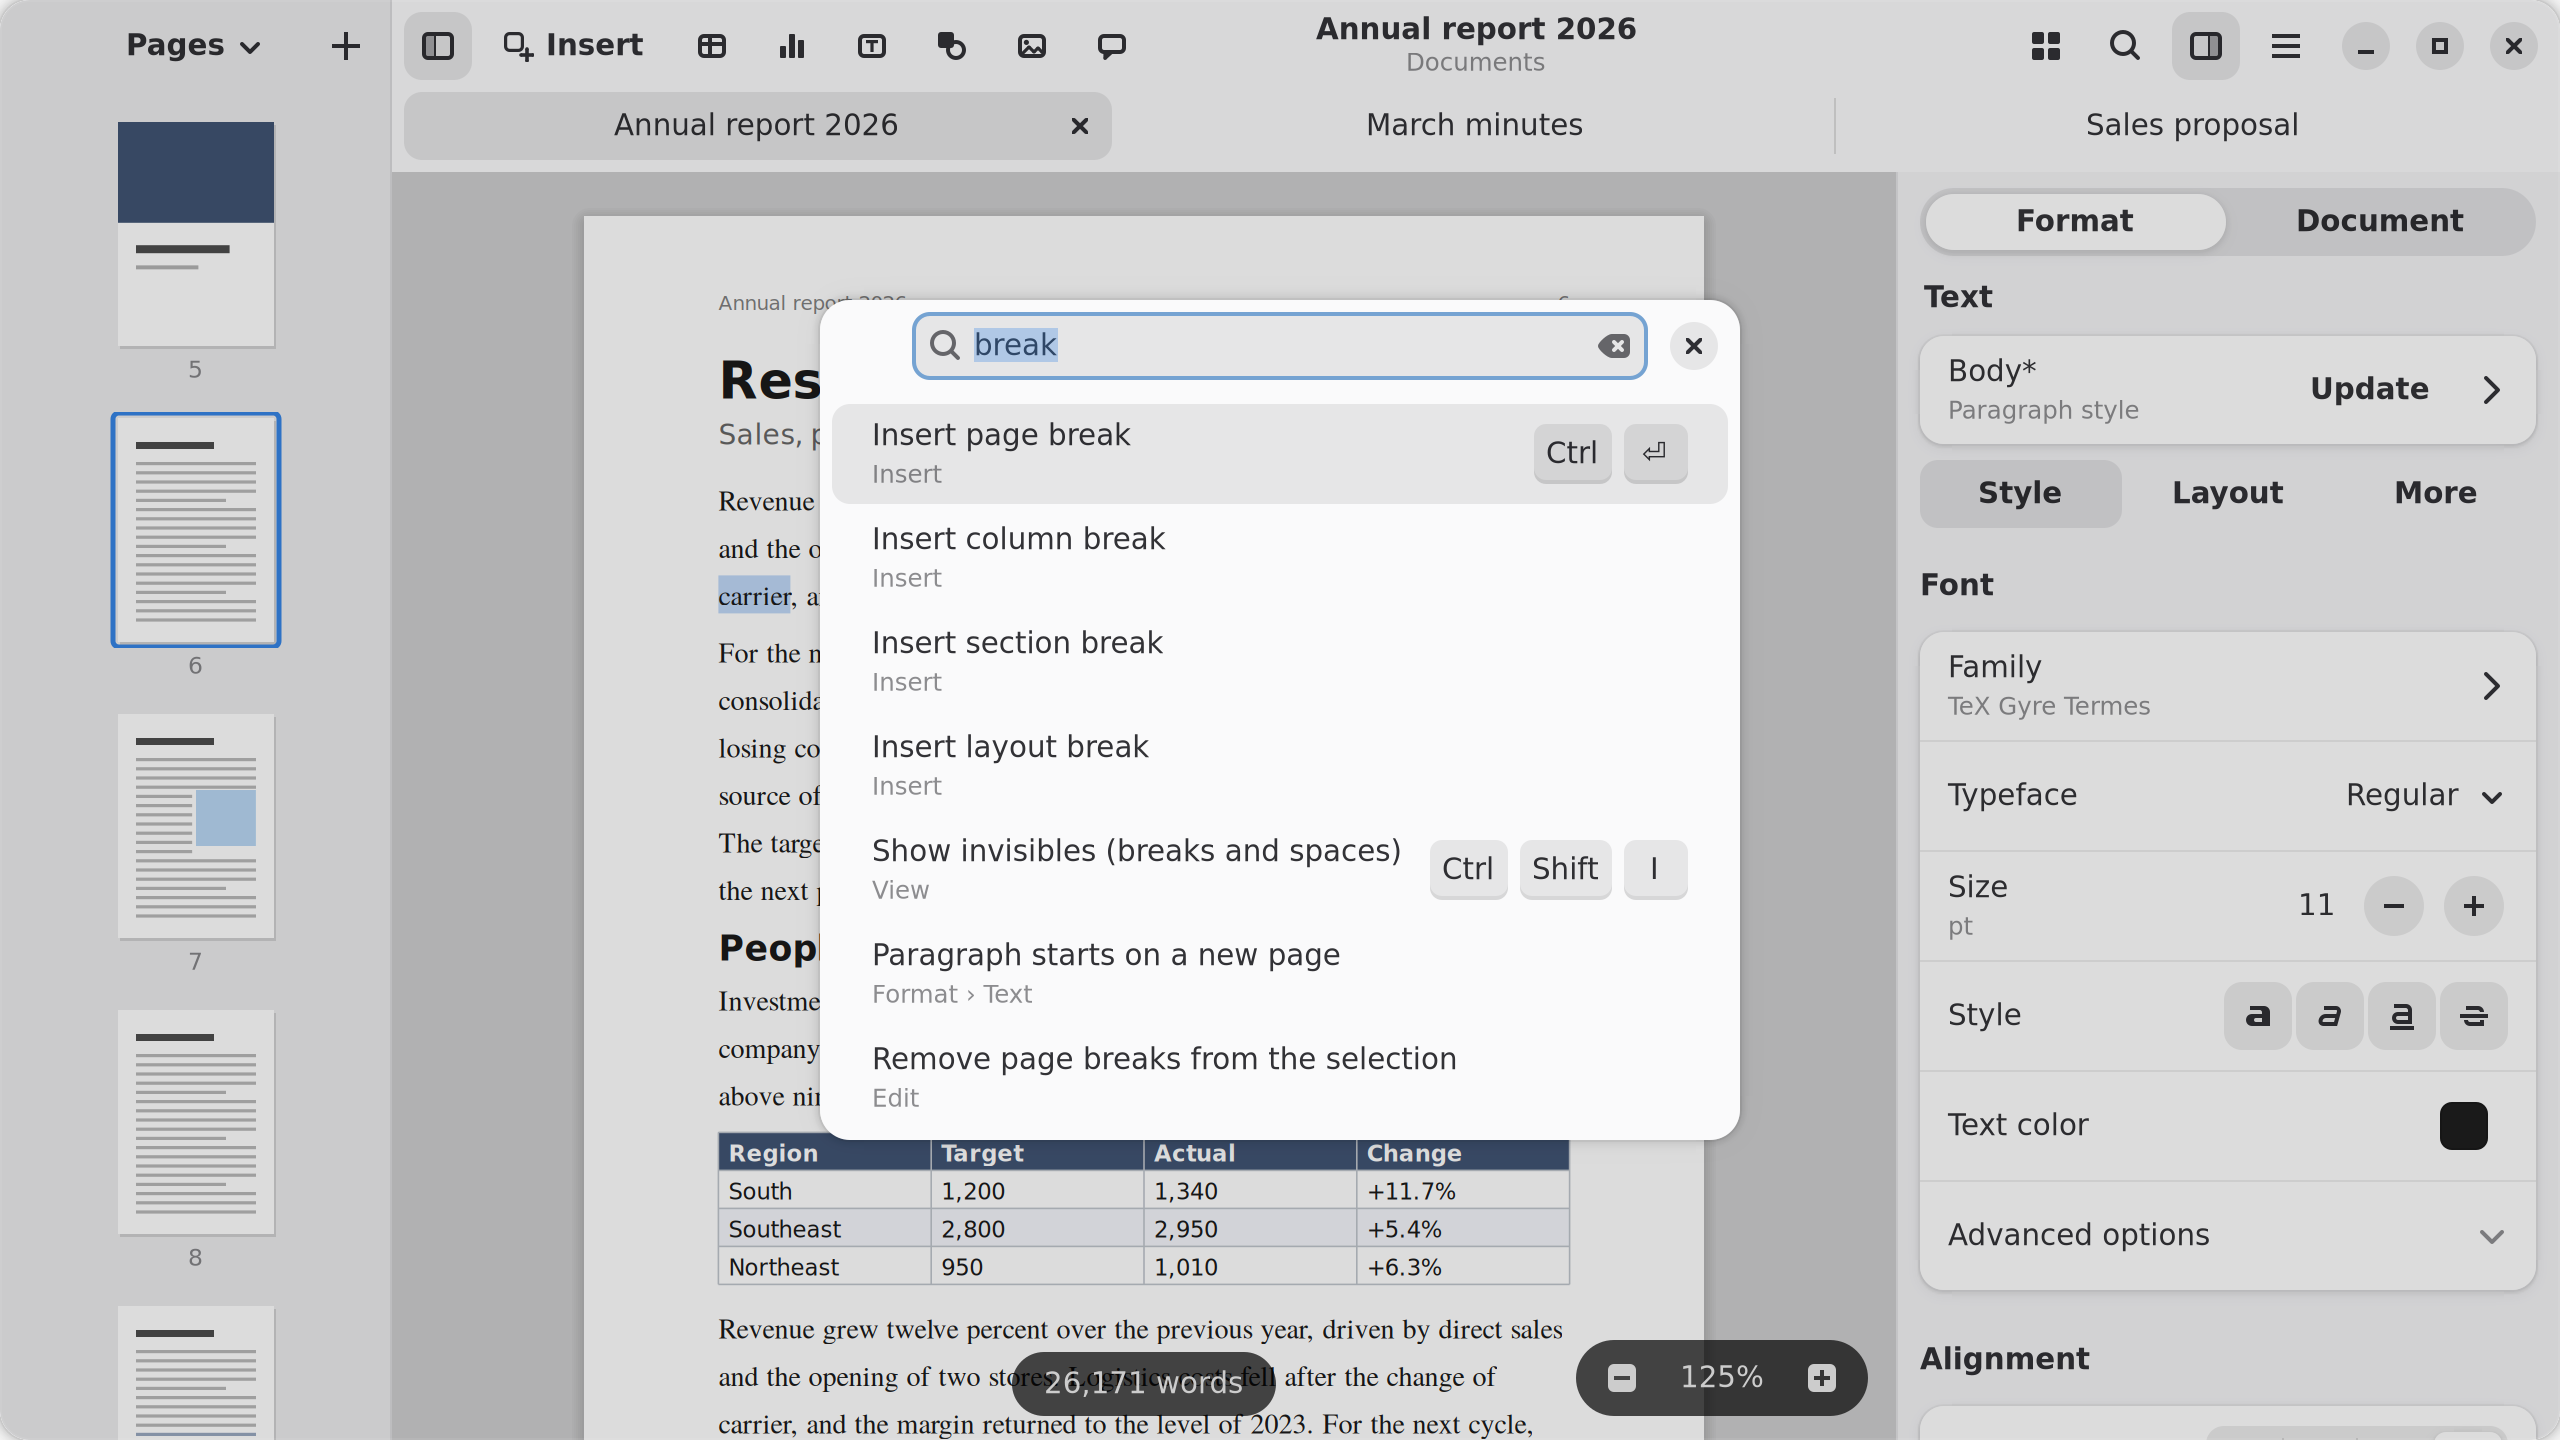 Pages
Insert
Annual report 2026
Documents
Annual report 2026
March minutes
Sales proposal
5
6
7
8
Annual report 2026
break
Insert page break
Insert
Ctrl ⏎
Insert column break
Insert
Insert section break
Insert
Insert layout break
Insert
Show invisibles (breaks and spaces)
View
Ctrl Shift I
Paragraph starts on a new page
Format › Text
Remove page breaks from the selection
Edit
Res
Sales, p
Revenue
and the o
carrier, a
For the n
consolida
losing co
source of
The targe
the next p
Peopl
Investme
company
above nin
Region Target Actual Change
South 1,200 1,340 +11.7%
Southeast 2,800 2,950 +5.4%
Northeast 950 1,010 +6.3%
Revenue grew twelve percent over the previous year, driven by direct sales
and the opening of two stores. Logistics costs fell after the change of
carrier, and the margin returned to the level of 2023. For the next cycle,
26,171 words
125%
Format
Document
Text
Body*
Paragraph style
Update
Style
Layout
More
Font
Family
TeX Gyre Termes
Typeface
Regular
Size
pt
11
Style
a a a S
Text color
Advanced options
Alignment